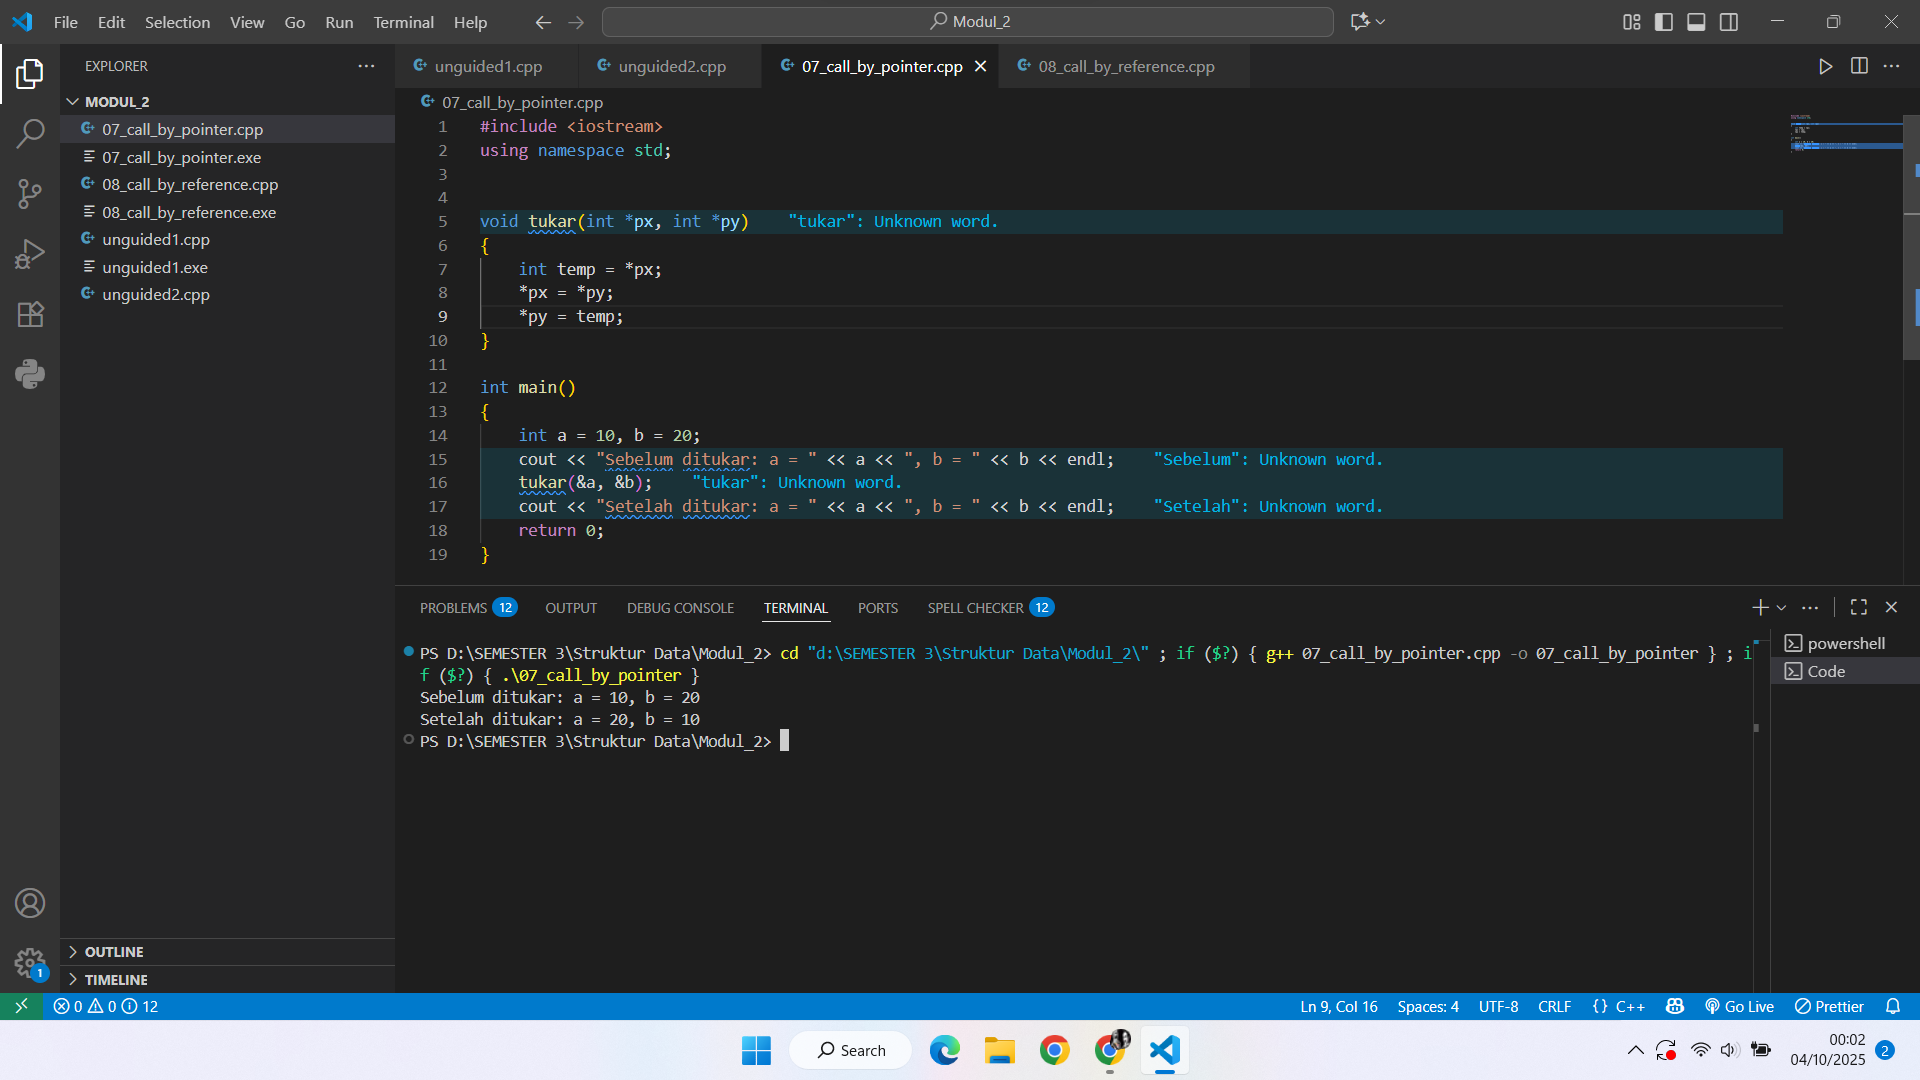 File Edit Selection View Go Run Terminal Help
Modul_2
EXPLORER
MODUL_2
07_call_by_pointer.cpp
07_call_by_pointer.exe
08_call_by_reference.cpp
08_call_by_reference.exe
unguided1.cpp
unguided1.exe
unguided2.cpp
OUTLINE
TIMELINE
unguided1.cpp unguided2.cpp 07_call_by_pointer.cpp 08_call_by_reference.cpp
07_call_by_pointer.cpp
1 #include <iostream>
2 using namespace std;
3
4
5 void tukar(int *px, int *py) "tukar": Unknown word.
6 {
7 int temp = *px;
8 *px = *py;
9 *py = temp;
10 }
11
12 int main()
13 {
14 int a = 10, b = 20;
15 cout << "Sebelum ditukar: a = " << a << ", b = " << b << endl; "Sebelum": Unknown word.
16 tukar(&a, &b); "tukar": Unknown word.
17 cout << "Setelah ditukar: a = " << a << ", b = " << b << endl; "Setelah": Unknown word.
18 return 0;
19 }
PROBLEMS 12 OUTPUT DEBUG CONSOLE TERMINAL PORTS SPELL CHECKER 12
PS D:\SEMESTER 3\Struktur Data\Modul_2> cd "d:\SEMESTER 3\Struktur Data\Modul_2\" ; if ($?) { g++ 07_call_by_pointer.cpp -o 07_call_by_pointer } ; i
f ($?) { .\07_call_by_pointer }
Sebelum ditukar: a = 10, b = 20
Setelah ditukar: a = 20, b = 10
PS D:\SEMESTER 3\Struktur Data\Modul_2>
powershell
Code
1
0 0 12
Ln 9, Col 16 Spaces: 4 UTF-8 CRLF {} C++ Go Live Prettier
Search
00:02
04/10/2025
2